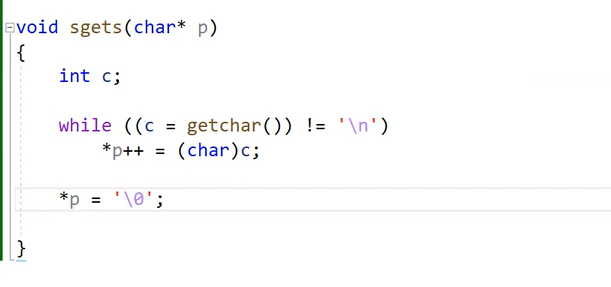 void sgets(char* p)
{
    int c;

    while ((c = getchar()) != '\n')
        *p++ = (char)c;

    *p = '\0';

}